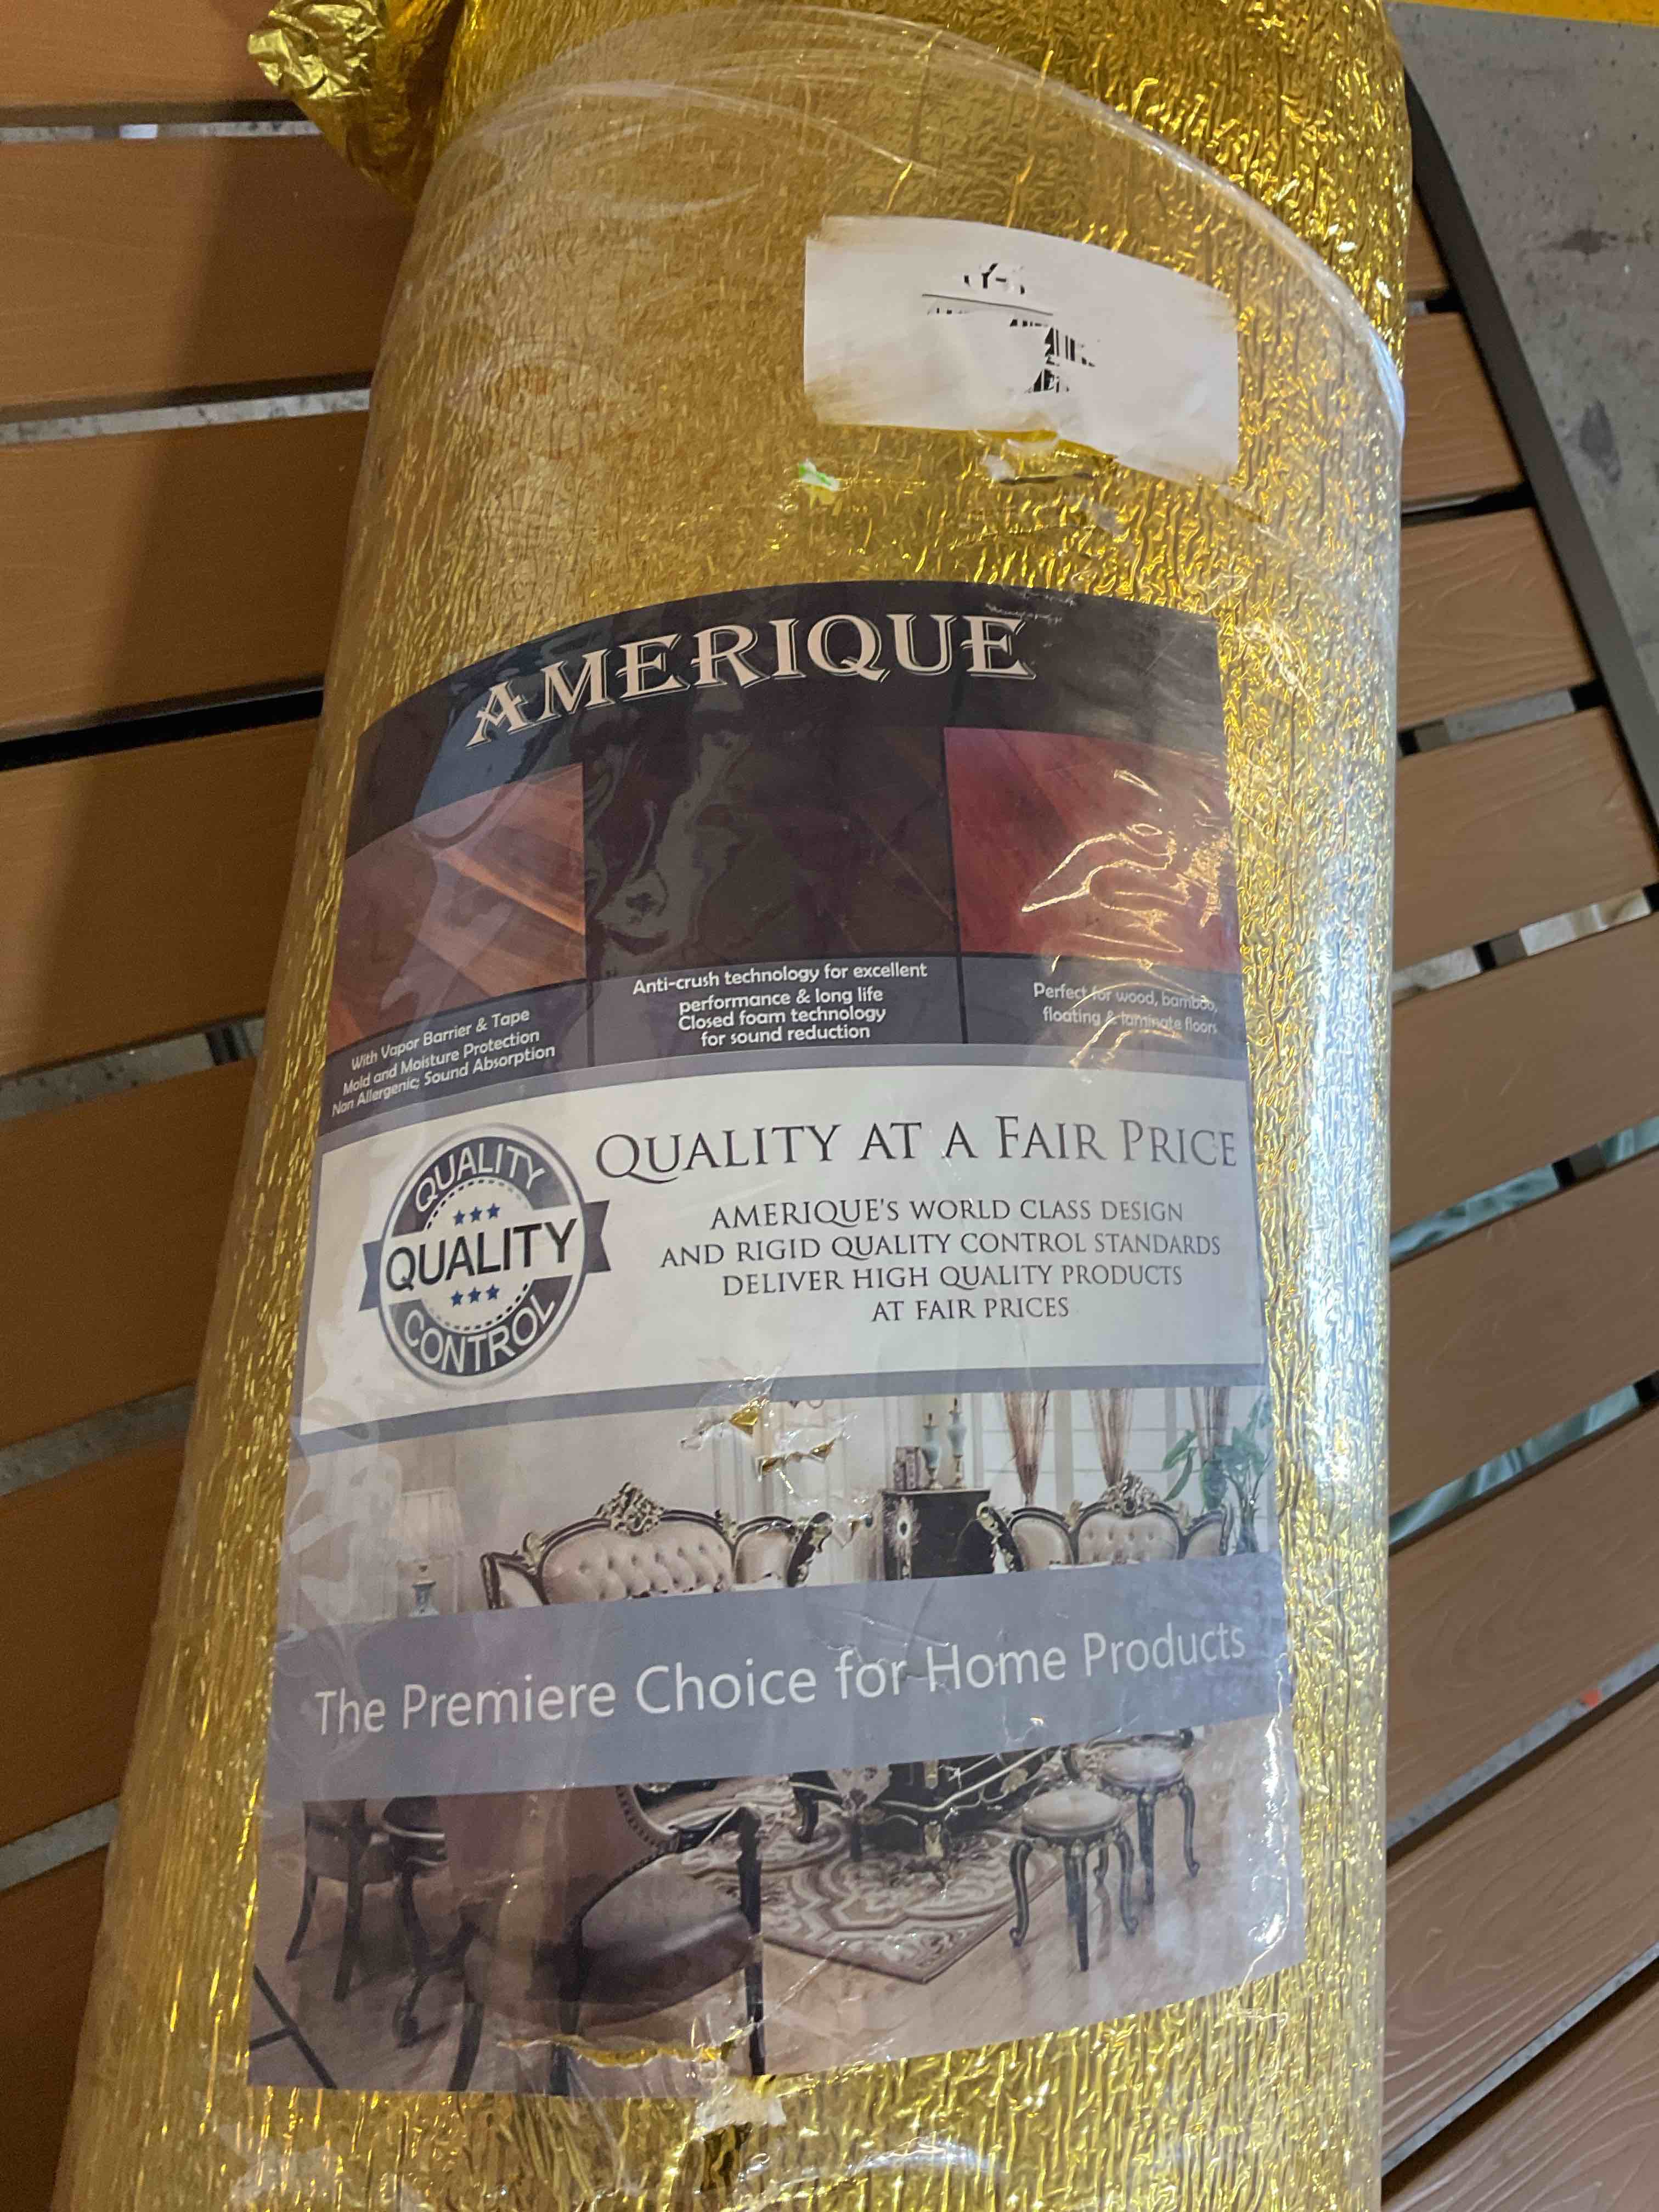 AMERIQUE
With Vapor Barrier & Tape
Mold and Moisture Protection
Non Allergenic; Sound Absorption
Anti-crush technology for excellent
performance & long life
Closed foam technology
for sound reduction
Perfect for wood, bamboo,
floating & laminate floors
QUALITY
QUALITY
CONTROL
QUALITY AT A FAIR PRICE
AMERIQUE'S WORLD CLASS DESIGN
AND RIGID QUALITY CONTROL STANDARDS
DELIVER HIGH QUALITY PRODUCTS
AT FAIR PRICES
The Premiere Choice for Home Products